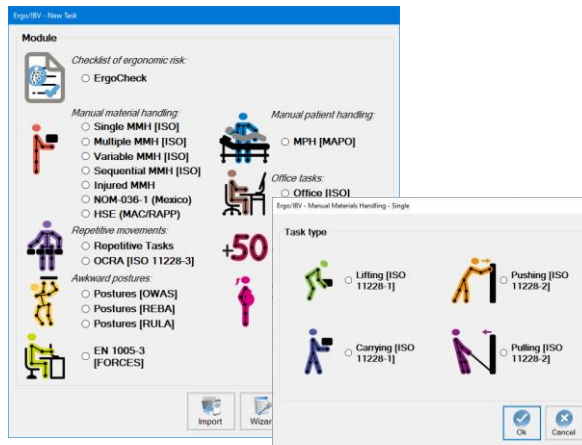 Ergo/IBV - New Task
Module
Checklist of ergonomic risk:
ErgoCheck
Manual material handling:
Single MMH [ISO]
Multiple MMH [ISO]
Variable MMH [ISO]
Sequential MMH [ISO]
Injured MMH
NOM-036-1 (Mexico)
HSE (MAC/RAPP)
Repetitive movements:
Repetitive Tasks
OCRA [ISO 11228-3]
Awkward postures:
Postures [OWAS]
Postures [REBA]
Postures [RULA]
EN 1005-3
[FORCES]
Manual patient handling:
MPH [MAPO]
Office tasks:
Office [ISO]
+50
Import
Ergo/IBV - Manual Materials Handling - Single
Task type
Lifting [ISO
11228-1]
Pushing [ISO
11228-2]
Carrying [ISO
11228-1]
Pulling [ISO
11228-2]
Ok
Cancel